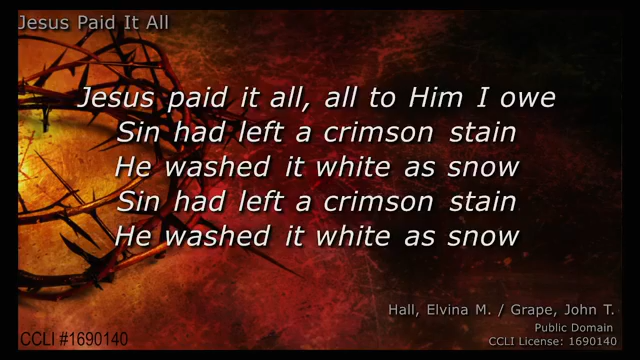 Jesus Paid It All
Jesus paid it all, all to Him I owe
Sin had left a crimson stain
He washed it white as snow
Sin had left a crimson stain
He washed it white as snow
Hall, Elvina M. / Grape, John T.
Public Domain
CCLI License: 1690140
CCLI #1690140